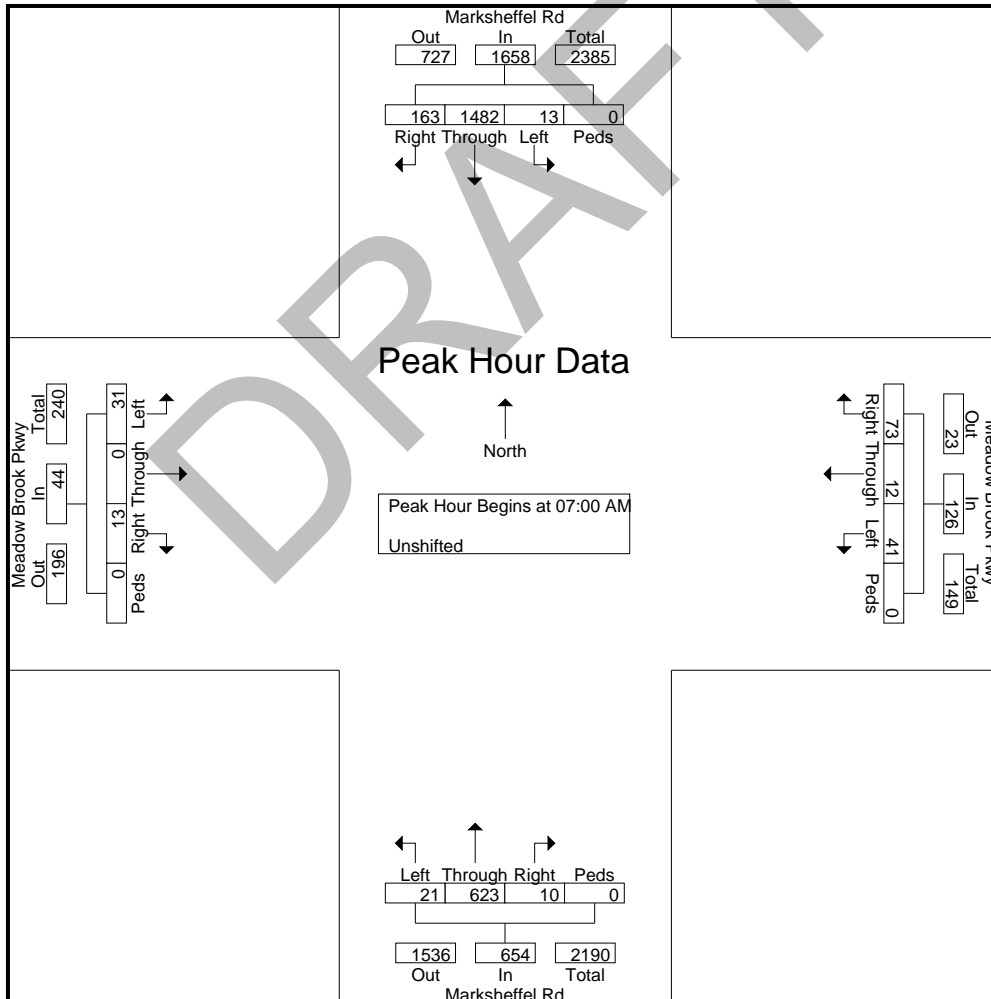 Marksheffel Rd
Out In Total
727 1658 2385
163 1482 13 0
Right Through Left Peds
DRAFT
Peak Hour Data
North
Peak Hour Begins at 07:00 AM
Unshifted
Meadow Brook Pkwy
Out In Total
196 44 240
Left Through Right Peds
31 0 13 0
Meadow Brook Pkwy
Out In Total
23 126 149
Right Through Left Peds
73 12 41 0
Left Through Right Peds
21 623 10 0
1536 654 2190
Out In Total
Marksheffel Rd